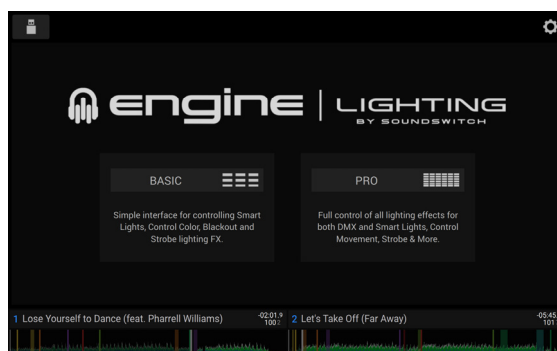 engine | LIGHTING
BY SOUNDSWITCH
BASIC
Simple interface for controlling Smart
Lights, Control Color, Blackout and
Strobe lighting FX.
PRO
Full control of all lighting effects for
both DMX and Smart Lights, Control
Movement, Strobe & More.
1 Lose Yourself to Dance (feat. Pharrell Williams) -02:01.9
100
2 Let's Take Off (Far Away) -05:45.
101